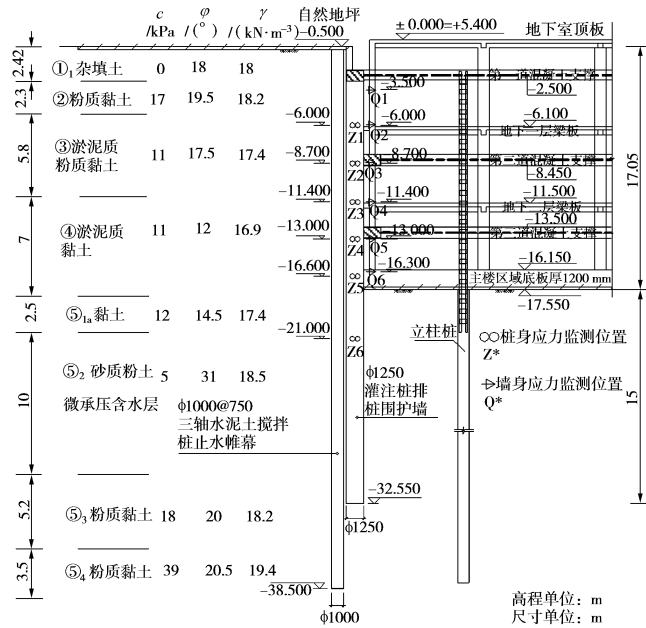 c φ γ 自然地坪
/kPa /(°) /(kN·m⁻³) -0.500
±0.000=+5.400 地下室顶板
2.42
①₁杂填土 0 18 18
-3.500 第一道混凝土支撑
-2.500
2.3
②粉质黏土 17 19.5 18.2
Q1
-6.000 -6.000 -6.100
Z1 Q2 地下一层梁板
5.8
③淤泥质粉质黏土 11 17.5 17.4
-8.700 -8.700 第二道混凝土支撑
Z2 Q3 -8.450
17.05
-11.400 -11.400 -11.500
Z3 Q4 地下二层梁板
7
④淤泥质黏土 11 12 16.9
-13.000 -13.000 -13.500
第三道混凝土支撑
Z4 Q5
-16.600 -16.300 -16.150
Z5 Q6 主楼区域底板厚1200 mm
-17.550
2.5
⑤₁ₐ黏土 12 14.5 17.4
-21.000
Z6
立柱桩
桩身应力监测位置
Z*
10
⑤₂ 砂质粉土 5 31 18.5
微承压含水层
ϕ1250
灌注桩排
桩围护墙
墙身应力监测位置
Q*
ϕ1000@750
三轴水泥土搅拌
桩止水帷幕
15
-32.550
5.2
⑤₃粉质黏土 18 20 18.2
ϕ1250
3.5
⑤₄粉质黏土 39 20.5 19.4
-38.500
ϕ1000
高程单位：m
尺寸单位：m